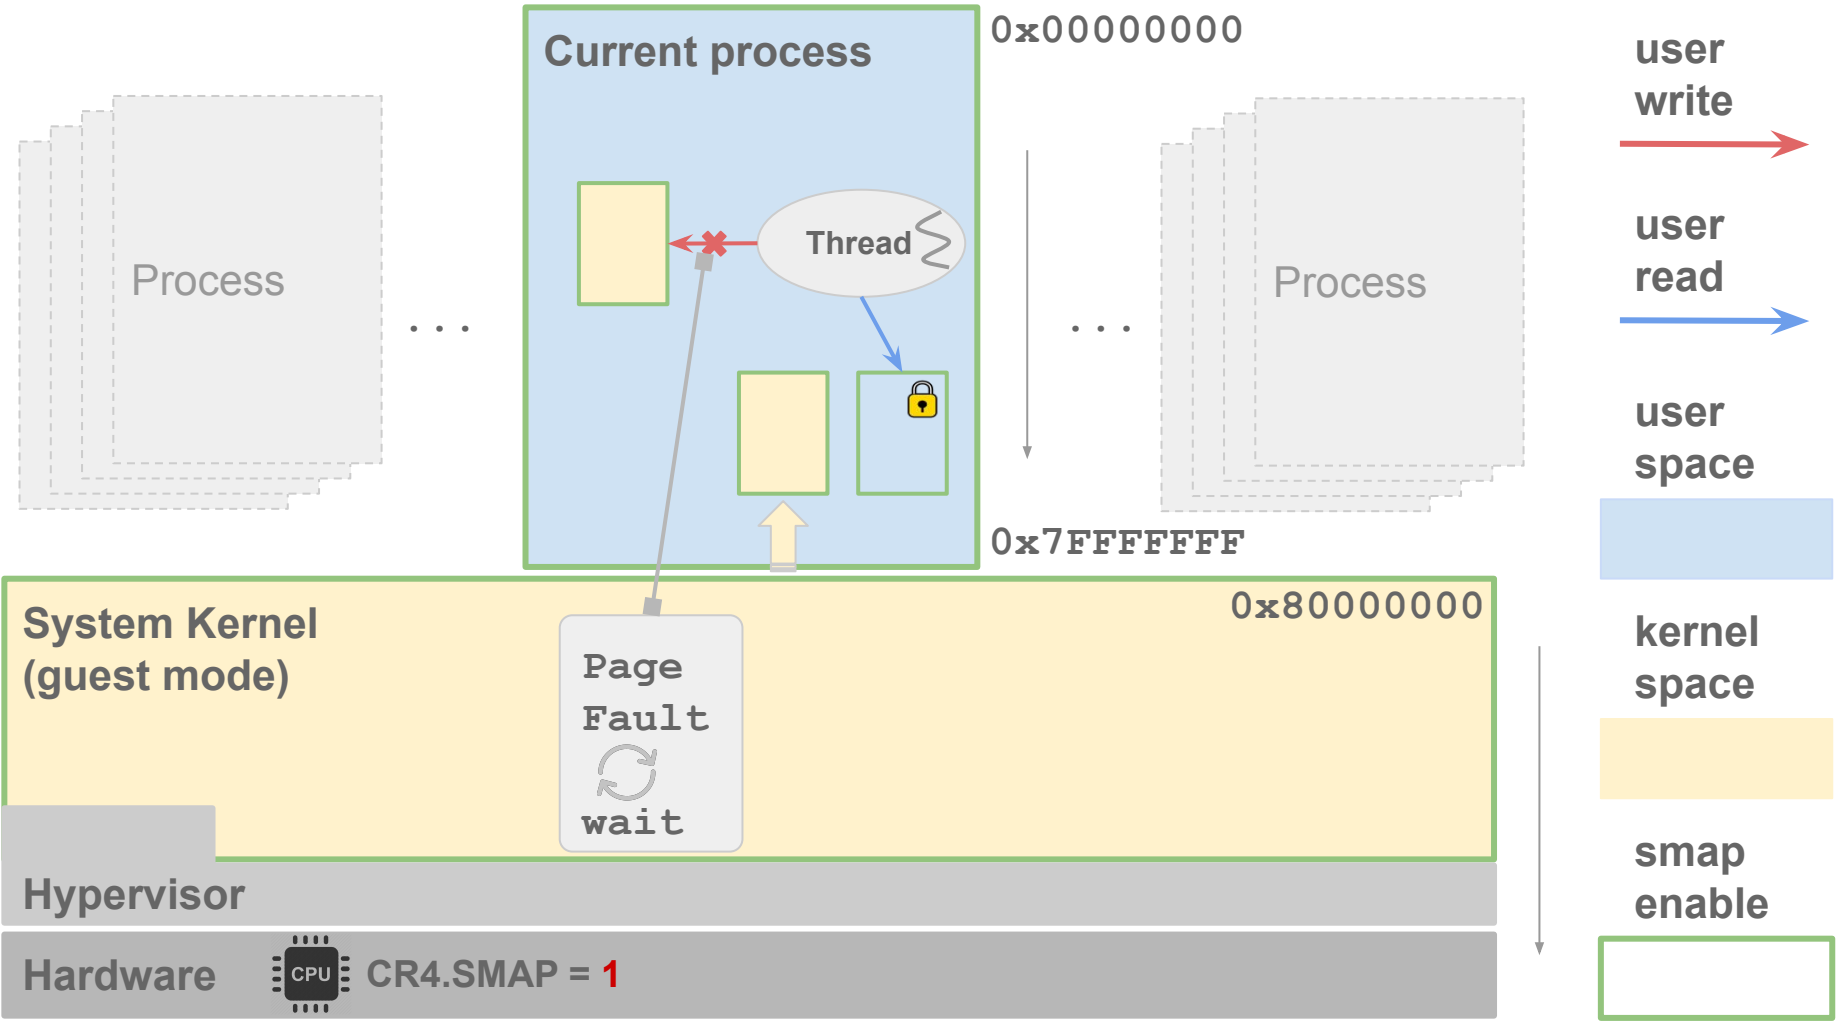 Current process
0x00000000
Process
. . .
Thread
. . .
Process
0x7FFFFFFF
System Kernel
(guest mode)
0x80000000
Page
Fault
wait
Hypervisor
Hardware
CPU
CR4.SMAP = 1
user
write
user
read
user
space
kernel
space
smap
enable